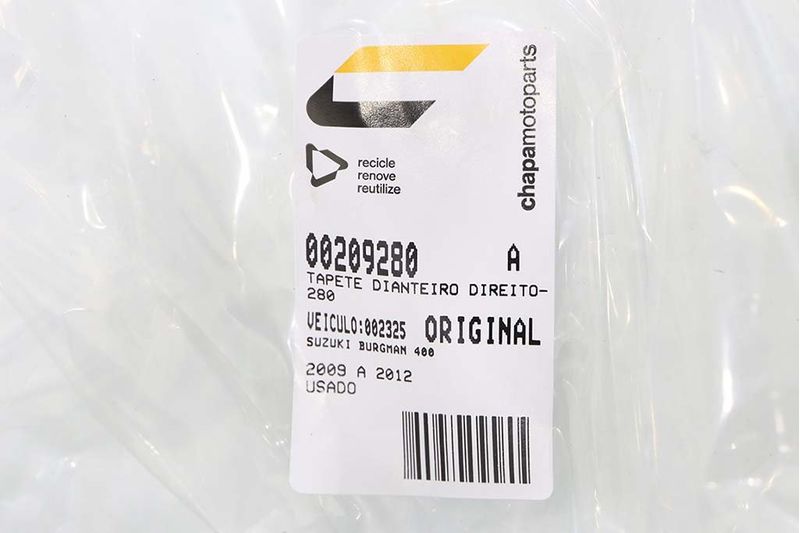 chapamotoparts
recicle
renove
reutilize
00209280 A
TAPETE DIANTEIRO DIREITO-
280
VEICULO:002325 ORIGINAL
SUZUKI BURGMAN 400
2009 A 2012
USADO